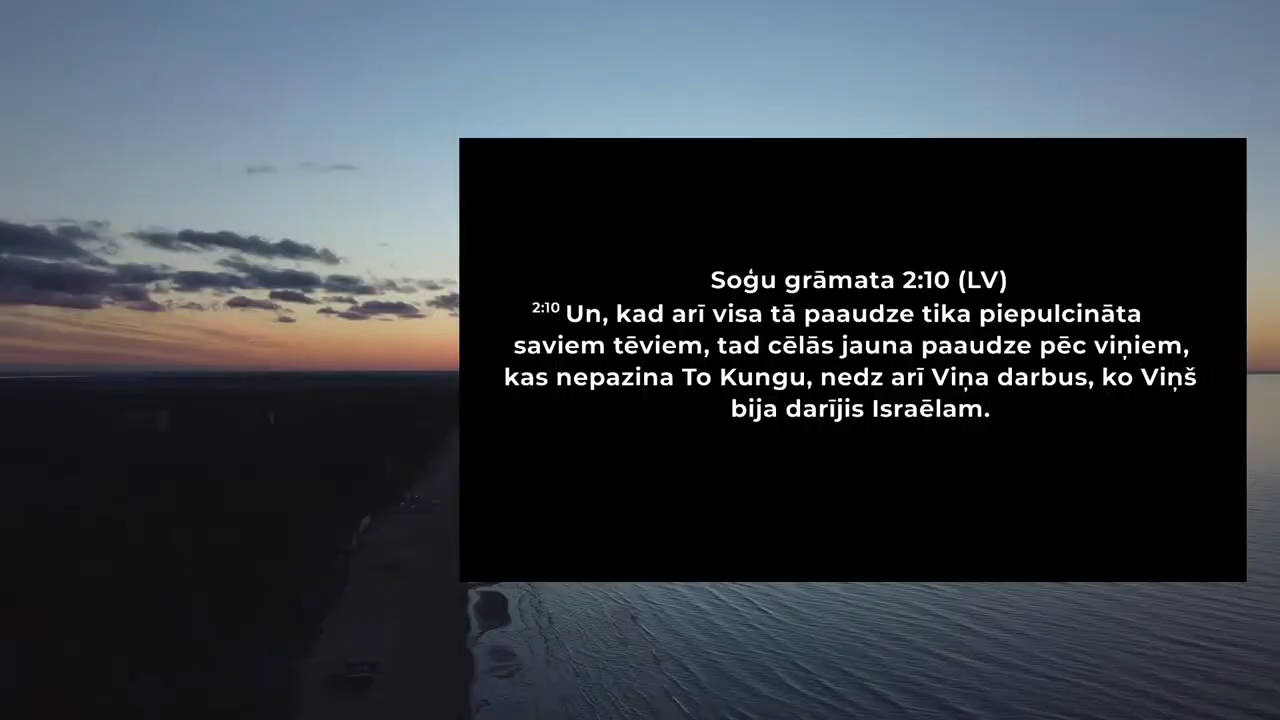 Soģu grāmata 2:10 (LV)
2:10 Un, kad arī visa tā paaudze tika piepulcināta
saviem tēviem, tad cēlās jauna paaudze pēc viņiem,
kas nepazina To Kungu, nedz arī Viņa darbus, ko Viņš
bija darījis Israēlam.